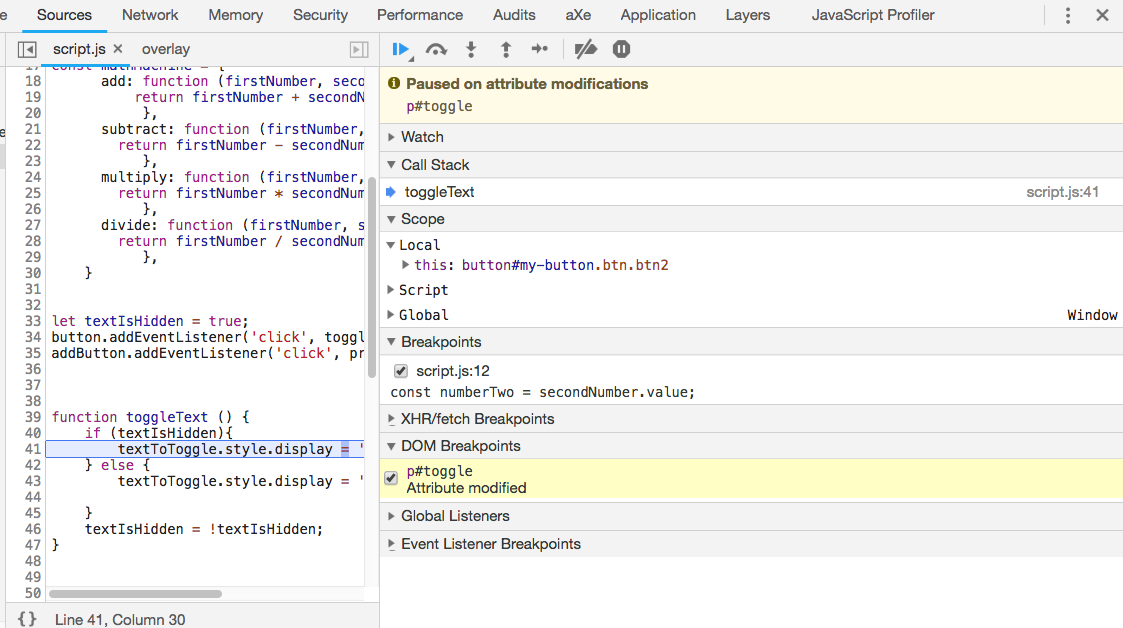 e Sources Network Memory Security Performance Audits aXe Application Layers JavaScript Profiler
script.js × overlay
17 const mathMachine = {
18 add: function (firstNumber, seco
19 return firstNumber + secondN
20 },
21 subtract: function (firstNumber,
22 return firstNumber - secondNum
23 },
24 multiply: function (firstNumber,
25 return firstNumber * secondNum
26 },
27 divide: function (firstNumber, s
28 return firstNumber / secondNum
29 },
30 }
31
32
33 let textIsHidden = true;
34 button.addEventListener('click', toggl
35 addButton.addEventListener('click', pr
36
37
38
39 function toggleText () {
40 if (textIsHidden){
41 textToToggle.style.display = '
42 } else {
43 textToToggle.style.display = '
44
45 }
46 textIsHidden = !textIsHidden;
47 }
48
49
50
{} Line 41, Column 30
Paused on attribute modifications
p#toggle
Watch
Call Stack
toggleText script.js:41
Scope
Local
this: button#my-button.btn.btn2
Script
Global Window
Breakpoints
script.js:12
const numberTwo = secondNumber.value;
XHR/fetch Breakpoints
DOM Breakpoints
p#toggle
Attribute modified
Global Listeners
Event Listener Breakpoints